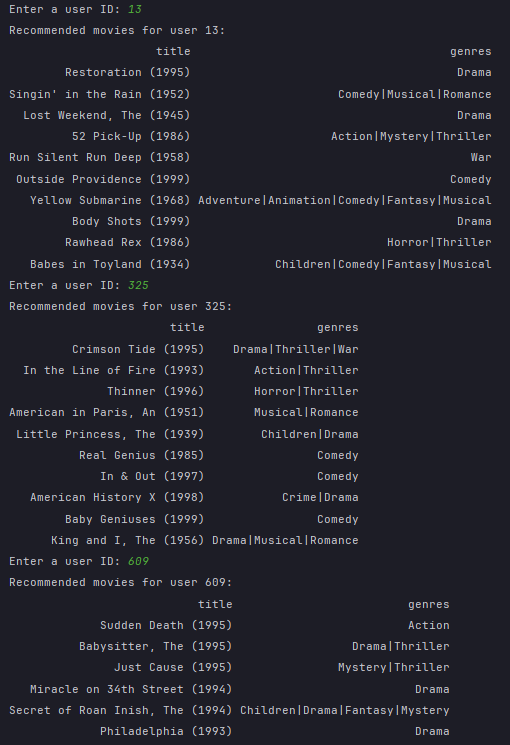 Enter a user ID: 13
Recommended movies for user 13:
title genres
Restoration (1995) Drama
Singin' in the Rain (1952) Comedy|Musical|Romance
Lost Weekend, The (1945) Drama
52 Pick-Up (1986) Action|Mystery|Thriller
Run Silent Run Deep (1958) War
Outside Providence (1999) Comedy
Yellow Submarine (1968) Adventure|Animation|Comedy|Fantasy|Musical
Body Shots (1999) Drama
Rawhead Rex (1986) Horror|Thriller
Babes in Toyland (1934) Children|Comedy|Fantasy|Musical
Enter a user ID: 325
Recommended movies for user 325:
title genres
Crimson Tide (1995) Drama|Thriller|War
In the Line of Fire (1993) Action|Thriller
Thinner (1996) Horror|Thriller
American in Paris, An (1951) Musical|Romance
Little Princess, The (1939) Children|Drama
Real Genius (1985) Comedy
In & Out (1997) Comedy
American History X (1998) Crime|Drama
Baby Geniuses (1999) Comedy
King and I, The (1956) Drama|Musical|Romance
Enter a user ID: 609
Recommended movies for user 609:
title genres
Sudden Death (1995) Action
Babysitter, The (1995) Drama|Thriller
Just Cause (1995) Mystery|Thriller
Miracle on 34th Street (1994) Drama
Secret of Roan Inish, The (1994) Children|Drama|Fantasy|Mystery
Philadelphia (1993) Drama